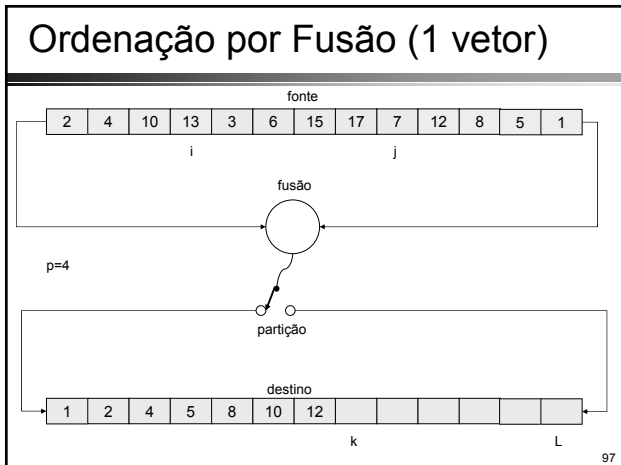 Ordenação por Fusão (1 vetor)
fonte
2 4 10 13 3 6 15 17 7 12 8 5 1
i j
fusão
p=4
partição
destino
1 2 4 5 8 10 12
k L
97